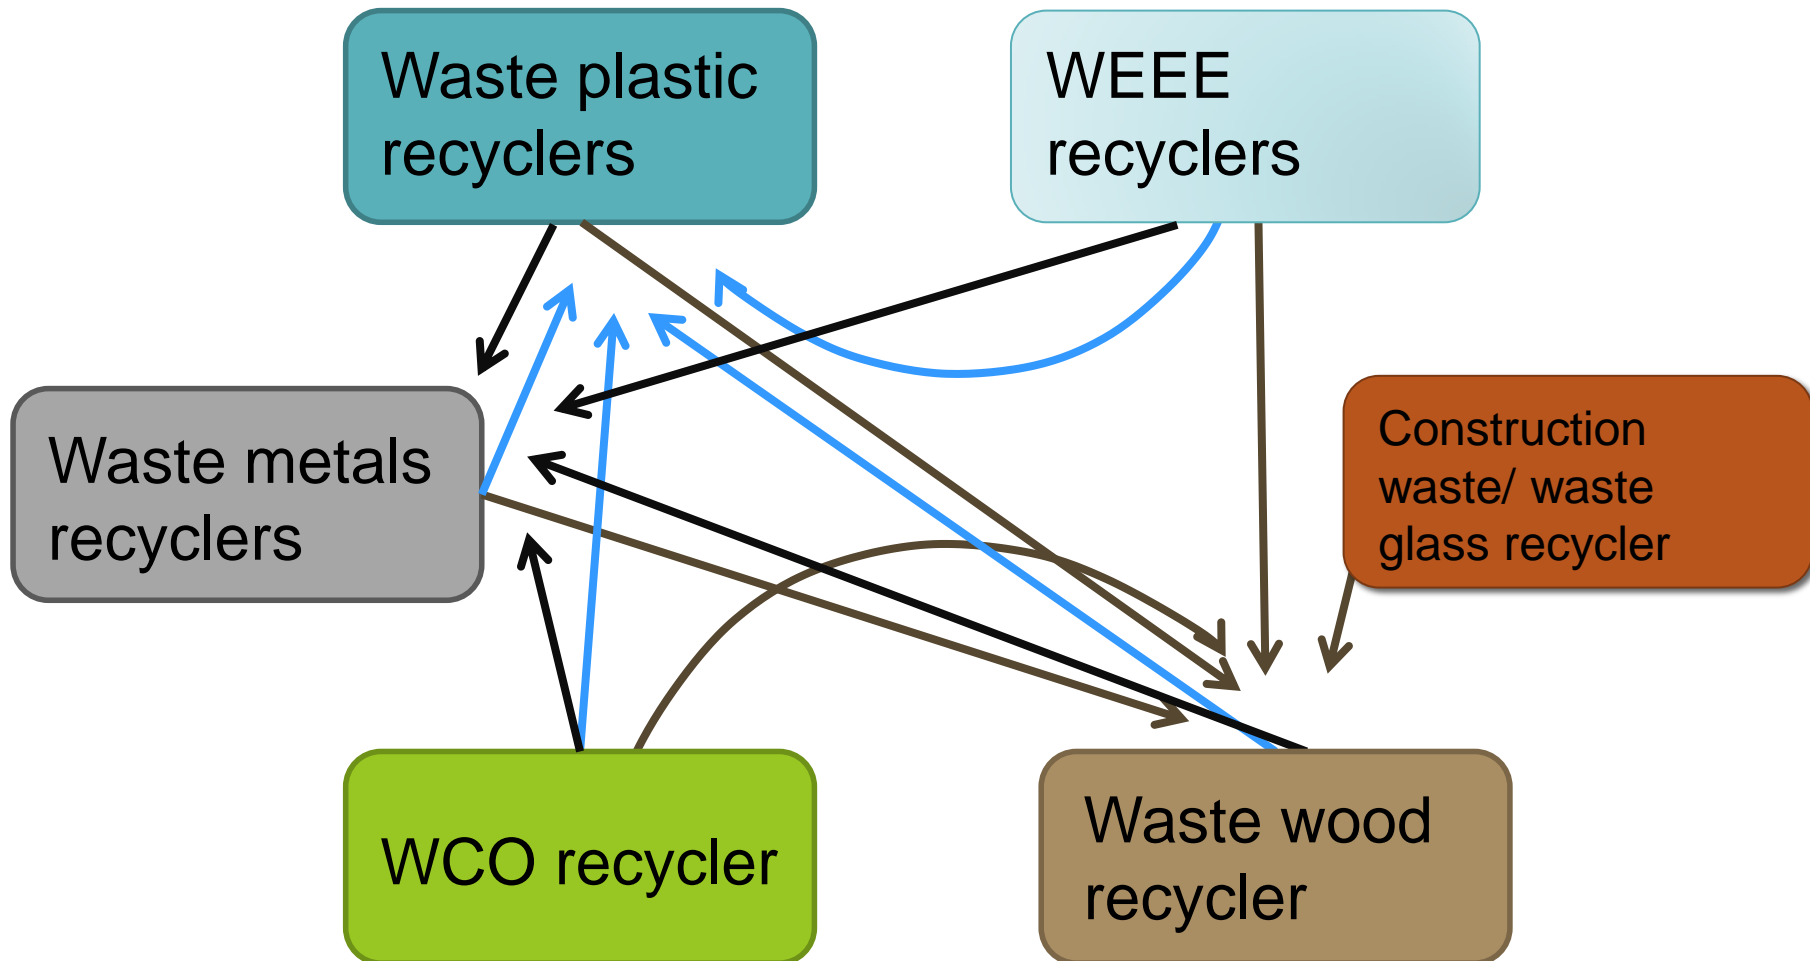 Waste plastic
recyclers
WEEE
recyclers
Waste metals
recyclers
Construction
waste/ waste
glass recycler
WCO recycler
Waste wood
recycler